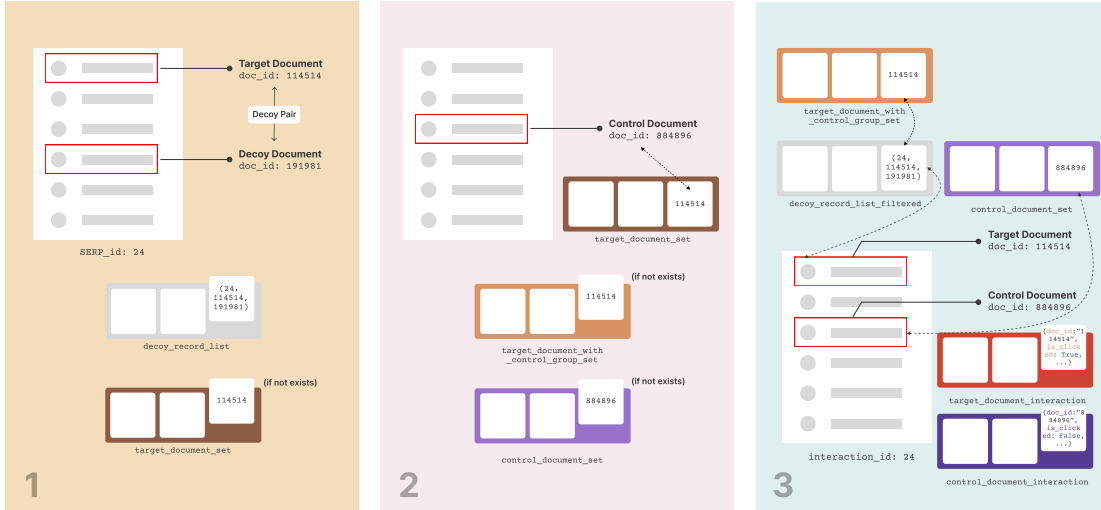 Target Document
doc_id: 114514
Decoy Pair
Decoy Document
doc_id: 191981
SERP_id: 24
(24,
114514,
191981)
decoy_record_list
(if not exists)
114514
target_document_set
1
Control Document
doc_id: 884896
114514
target_document_set
(if not exists)
114514
target_document_with
_control_group_set
(if not exists)
884896
control_document_set
2
114514
target_document_with
_control_group_set
(24,
114514,
191981)
decoy_record_list_filtered
884896
control_document_set
Target Document
doc_id: 114514
Control Document
doc_id: 884896
{doc_id:"1
14514",
is_click
ed: True,
...}
target_document_interaction
{doc_id:"8
84896",
is_click
ed: False,
...}
control_document_interaction
interaction_id: 24
3